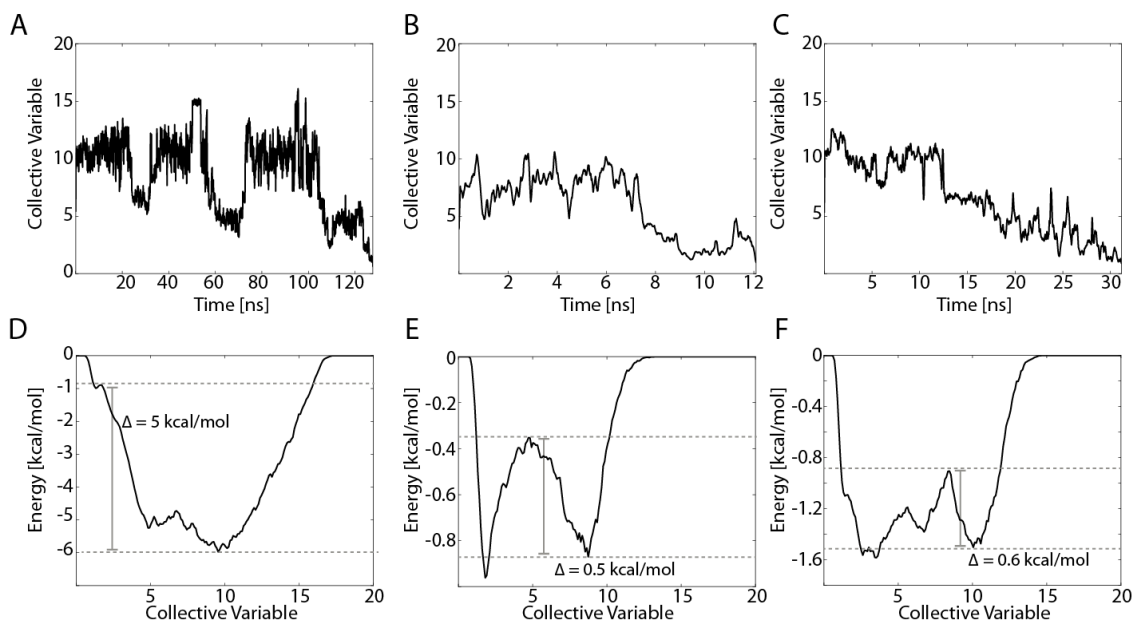 A
20
15
10
5
0
Collective Variable
20 40 60 80 100 120
Time [ns]
B
20
15
10
5
Collective Variable
2 4 6 8 10 12
Time [ns]
C
20
15
10
5
Collective Variable
5 10 15 20 25 30
Time [ns]
D
0
-1
-2
-3
-4
-5
-6
Energy [kcal/mol]
Δ = 5 kcal/mol
5 10 15 20
Collective Variable
E
0
-0.2
-0.4
-0.6
-0.8
Energy [kcal/mol]
Δ = 0.5 kcal/mol
5 10 15 20
Collective Variable
F
0
-0.4
-0.8
-1.2
-1.6
Energy [kcal/mol]
Δ = 0.6 kcal/mol
5 10 15 20
Collective Variable